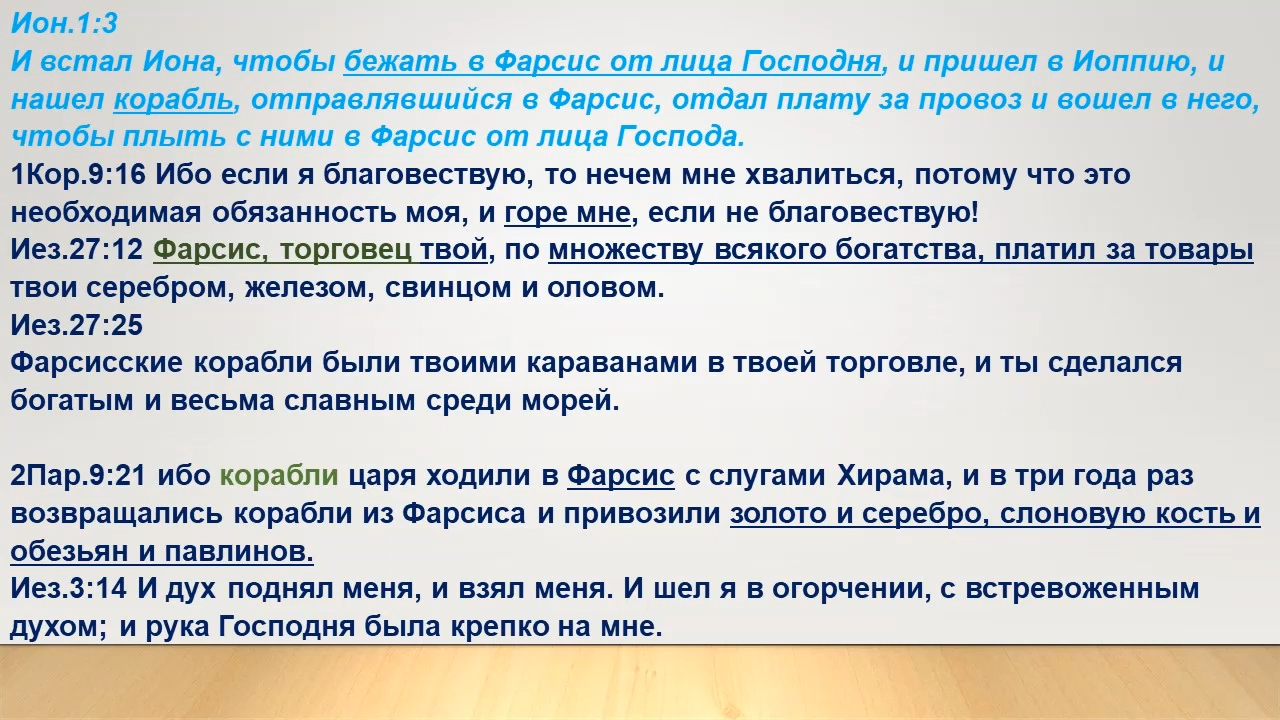 Ион.1:3
И встал Иона, чтобы бежать в Фарсис от лица Господня, и пришел в Иоппию, и
нашел корабль, отправлявшийся в Фарсис, отдал плату за провоз и вошел в него,
чтобы плыть с ними в Фарсис от лица Господа.
1Кор.9:16 Ибо если я благовествую, то нечем мне хвалиться, потому что это
необходимая обязанность моя, и горе мне, если не благовествую!
Иез.27:12 Фарсис, торговец твой, по множеству всякого богатства, платил за товары
твои серебром, железом, свинцом и оловом.
Иез.27:25
Фарсисские корабли были твоими караванами в твоей торговле, и ты сделался
богатым и весьма славным среди морей.
2Пар.9:21 ибо корабли царя ходили в Фарсис с слугами Хирама, и в три года раз
возвращались корабли из Фарсиса и привозили золото и серебро, слоновую кость и
обезьян и павлинов.
Иез.3:14 И дух поднял меня, и взял меня. И шел я в огорчении, с встревоженным
духом; и рука Господня была крепко на мне.